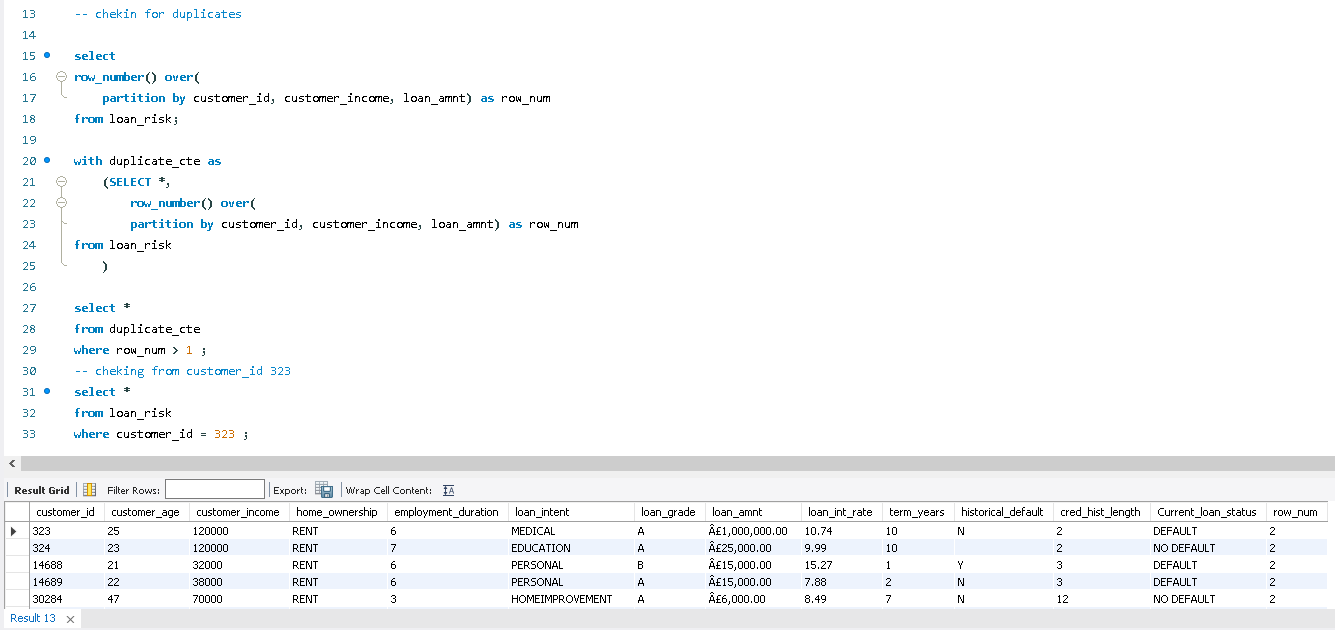 13 -- chekin for duplicates
14
15 select
16 row_number() over(
17 partition by customer_id, customer_income, loan_amnt) as row_num
18 from loan_risk;
19
20 with duplicate_cte as
21 (SELECT *,
22 row_number() over(
23 partition by customer_id, customer_income, loan_amnt) as row_num
24 from loan_risk
25 )
26
27 select *
28 from duplicate_cte
29 where row_num > 1 ;
30 -- cheking from customer_id 323
31 select *
32 from loan_risk
33 where customer_id = 323 ;
Result Grid Filter Rows: Export: Wrap Cell Content:
customer_id customer_age customer_income home_ownership employment_duration loan_intent loan_grade loan_amnt loan_int_rate term_years historical_default cred_hist_length Current_loan_status row_num
323 25 120000 RENT 6 MEDICAL A Â£1,000,000.00 10.74 10 N 2 DEFAULT 2
324 23 120000 RENT 7 EDUCATION A Â£25,000.00 9.99 10 2 NO DEFAULT 2
14688 21 32000 RENT 6 PERSONAL B Â£15,000.00 15.27 1 Y 3 DEFAULT 2
14689 22 38000 RENT 6 PERSONAL A Â£15,000.00 7.88 2 N 3 DEFAULT 2
30284 47 70000 RENT 3 HOMEIMPROVEMENT A Â£6,000.00 8.49 7 N 12 NO DEFAULT 2
Result 13